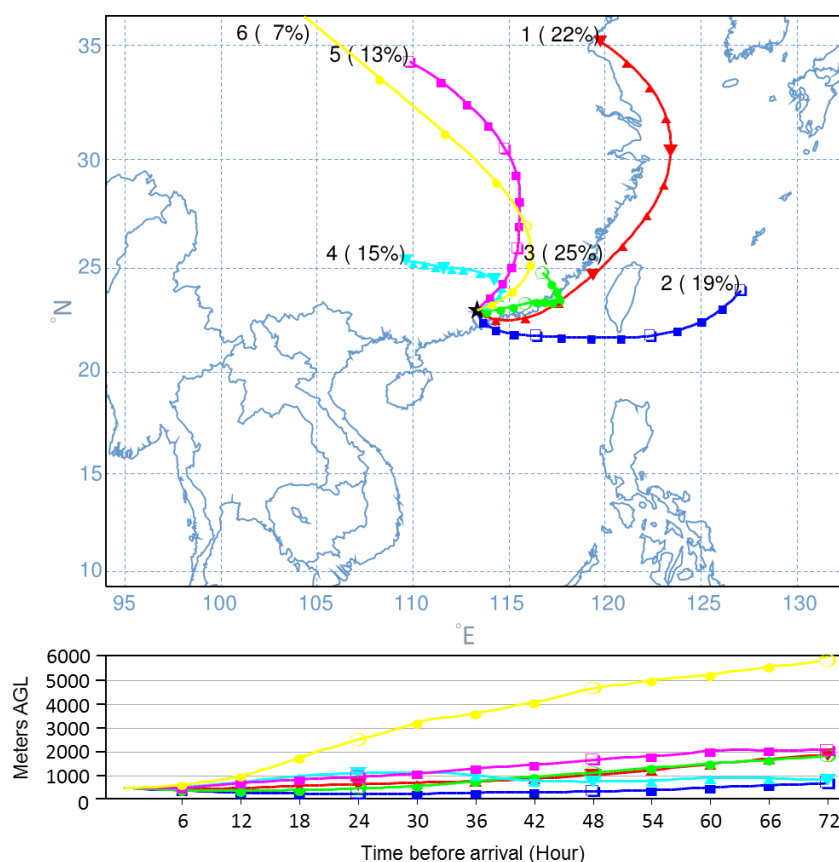 6 ( 7%)
5 ( 13%)
1 ( 22%)
4 ( 15%)
3 ( 25%)
2 ( 19%)
35
30
25
22
20
15
10
°N
95 100 105 110 115 120 125 130
°E
6000
5000
4000
3000
2000
1000
0
Meters AGL
6 12 18 24 30 36 42 48 54 60 66 72
Time before arrival (Hour)